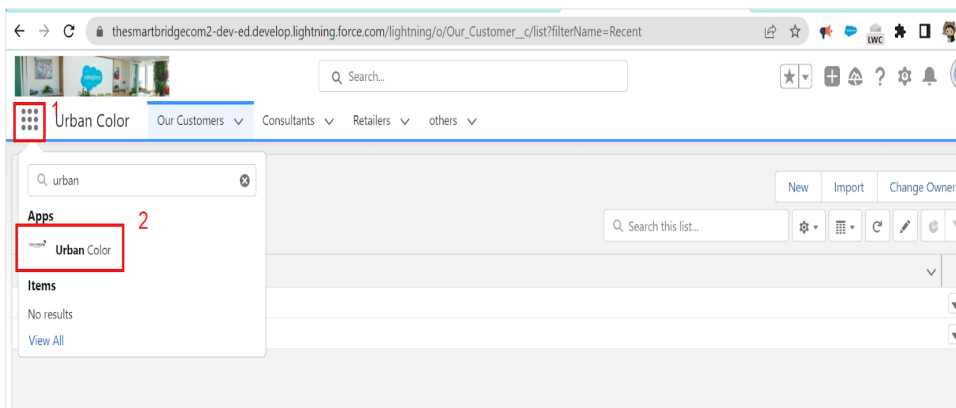 thesmartbridgecom2-dev-ed.develop.lightning.force.com/lightning/o/Our_Customer__c/list?filterName=Recent
LWC
Search...
1
Urban Color Our Customers Consultants Retailers others
urban
New Import Change Owner
Apps
2
Search this list...
Urban Color
Items
No results
View All